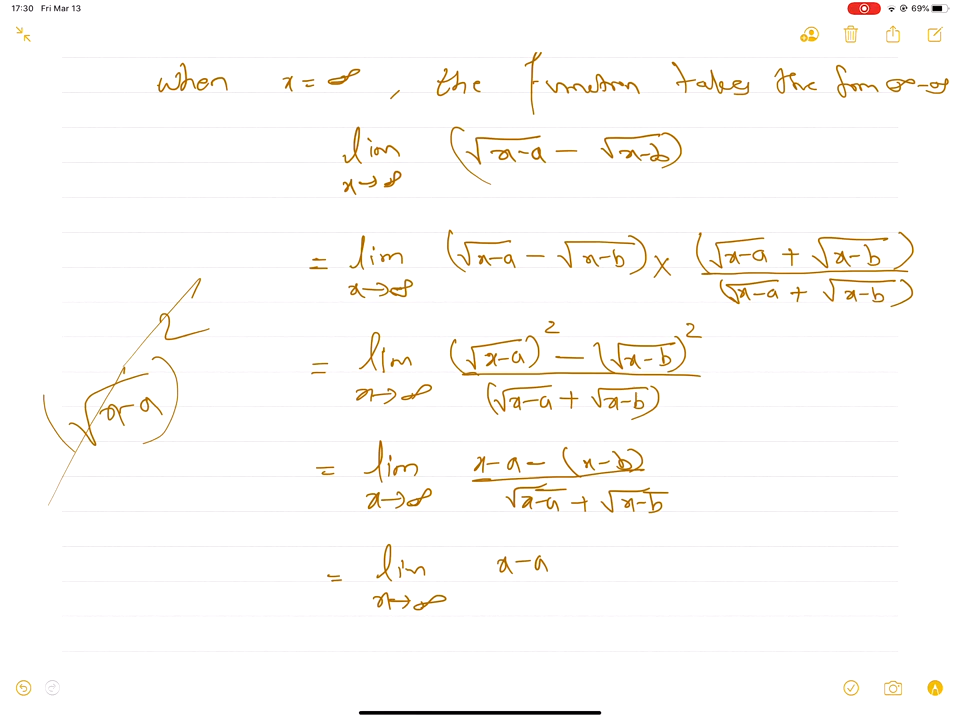 17:30 Fri Mar 13
69%
when x = ∞, the function takes the form ∞-∞
lim x→∞ (√x-a - √x-b)
= lim x→∞ (√x-a - √x-b) × (√x-a + √x-b) / (√x-a + √x-b)
= lim x→∞ (√x-a)² - (√x-b)² / (√x-a + √x-b)
(√x-a)²
= lim x→∞ x-a-(x-b) / √x-a + √x-b
= lim x→∞ x-a